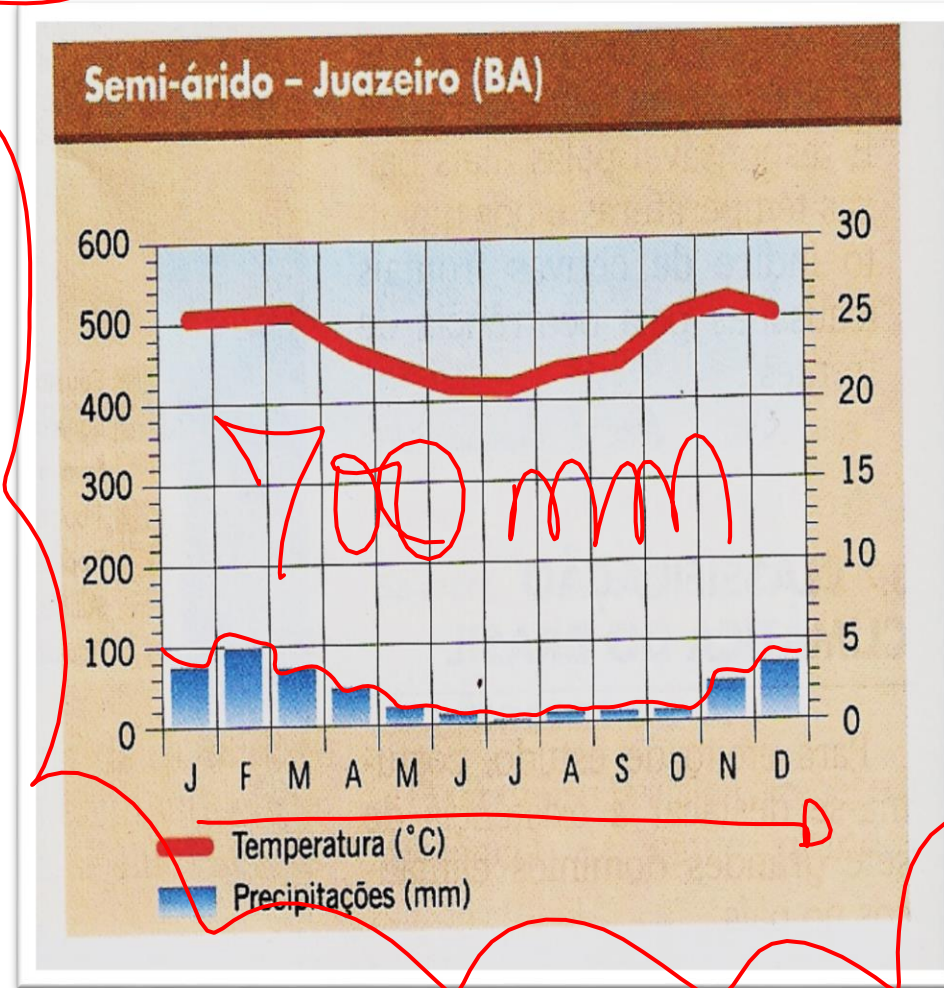 Semi-árido – Juazeiro (BA)
600 30
500 25
400 20
700 mm
300 15
200 10
100 5
0 0
J F M A M J J A S O N D
Temperatura (°C)
Precipitações (mm)